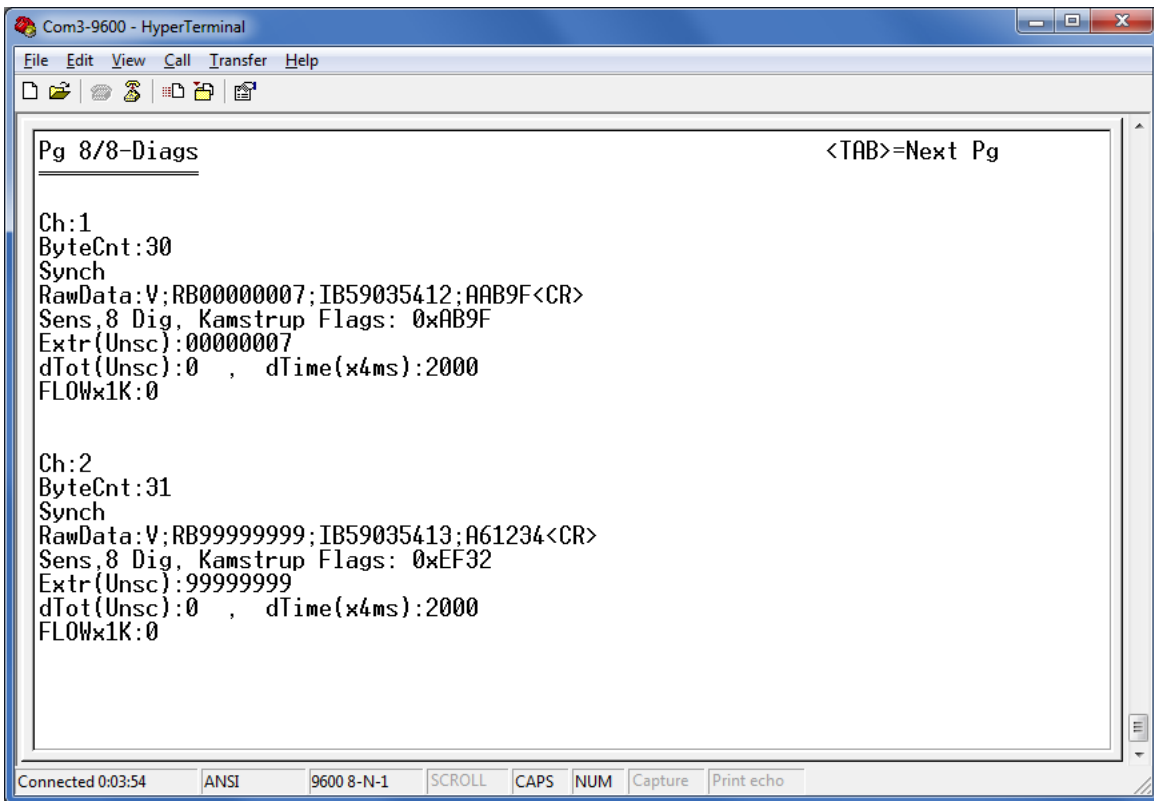 Com3-9600 - HyperTerminal
File Edit View Call Transfer Help
Pg 8/8-Diags <TAB>=Next Pg
Ch:1
ByteCnt:30
Synch
RawData:V;RB00000007;IB59035412;AAB9F<CR>
Sens,8 Dig, Kamstrup Flags: 0xAB9F
Extr(Unsc):00000007
dTot(Unsc):0 , dTime(x4ms):2000
FLOWx1K:0
Ch:2
ByteCnt:31
Synch
RawData:V;RB99999999;IB59035413;A61234<CR>
Sens,8 Dig, Kamstrup Flags: 0xEF32
Extr(Unsc):99999999
dTot(Unsc):0 , dTime(x4ms):2000
FLOWx1K:0
Connected 0:03:54 ANSI 9600 8-N-1 SCROLL CAPS NUM Capture Print echo